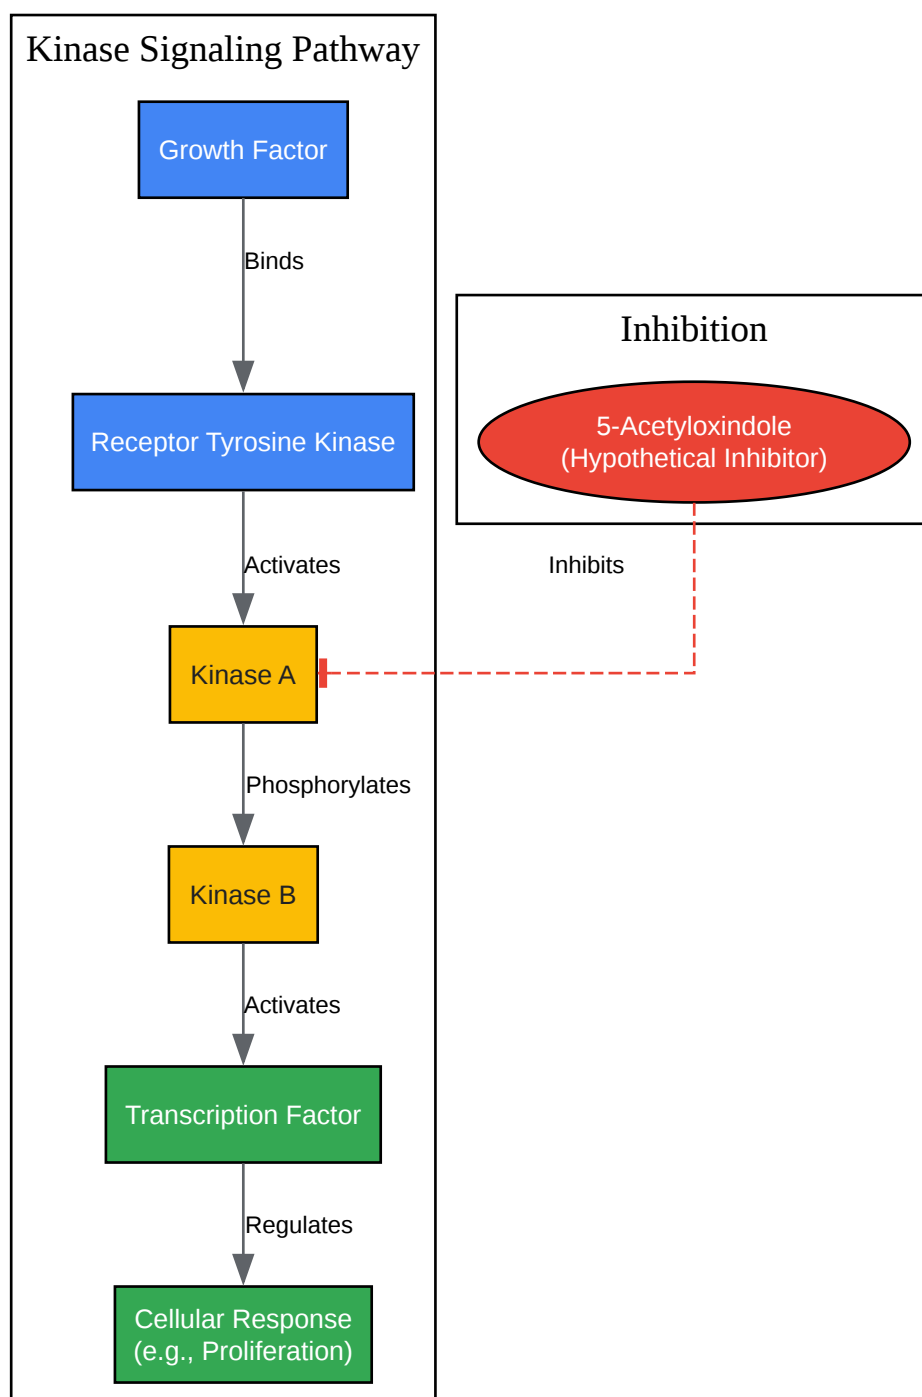 Kinase Signaling Pathway
Growth Factor
Binds
Receptor Tyrosine Kinase
Activates
Kinase A
Phosphorylates
Kinase B
Activates
Transcription Factor
Regulates
Cellular Response
(e.g., Proliferation)
Inhibition
5-Acetyloxindole
(Hypothetical Inhibitor)
Inhibits